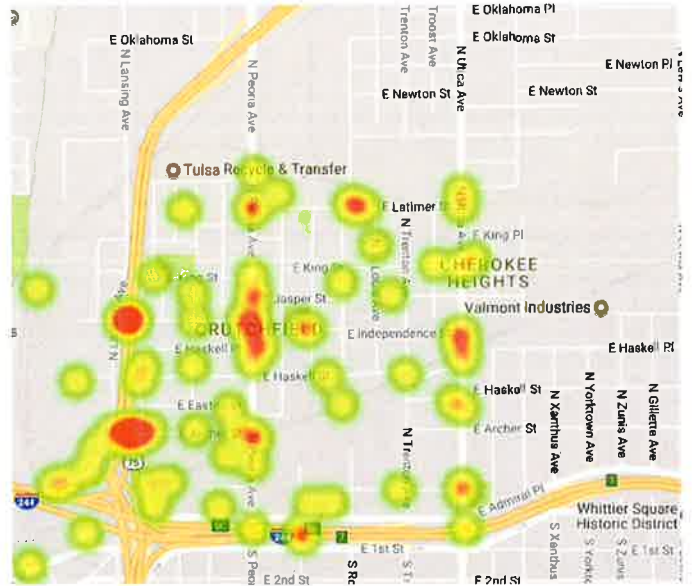 E Oklahoma Pl
E Oklahoma St
E Oklahoma St
N Lansing Ave
N Peoria Ave
Trenton Ave
Troost Ave
N Utica Ave
E Newton Pl
E Newton St
E Newton St
Tulsa Recycle & Transfer
E Latimer St
E King Pl
N Trenton Ave
CHEROKEE
HEIGHTS
E King St
Jasper St
Valmont Industries
CRUTCHFIELD
E Independence St
E Haskell Pl
E Haskell Pl
E Haskell St
E Haskell St
E Easton
E Archer St
N Xanthus Ave
N Yorktown Ave
N Zunis Ave
N Gillette Ave
75
244
E Admiral Pl
Whittier Square
Historic District
E 1st St
E 1st St
E 2nd St
E 2nd St
S Xanthus